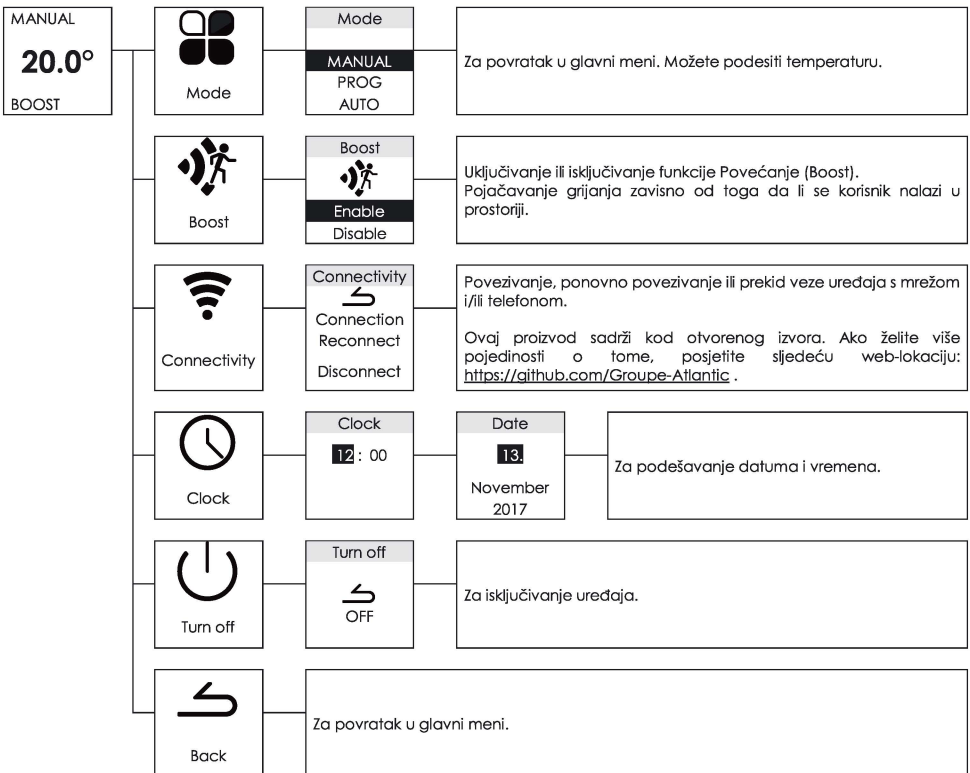 MANUAL
20.0°
BOOST
Mode
Mode
MANUAL
PROG
AUTO
Za povratak u glavni meni. Možete podesiti temperaturu.
Boost
Boost
Enable
Disable
Uključivanje ili isključivanje funkcije Povećanje (Boost).
Pojačavanje grijanja zavisno od toga da li se korisnik nalazi u
prostoriji.
Connectivity
Connectivity
Connection
Reconnect
Disconnect
Povezivanje, ponovno povezivanje ili prekid veze uređaja s mrežom
i/ili telefonom.
Ovaj proizvod sadrži kod otvorenog izvora. Ako želite više
pojedinosti o tome, posjetite sljedeću web-lokaciju:
https://github.com/Groupe-Atlantic .
Clock
Clock
12 : 00
Date
13.
November
2017
Za podešavanje datuma i vremena.
Turn off
Turn off
OFF
Za isključivanje uređaja.
Back
Za povratak u glavni meni.